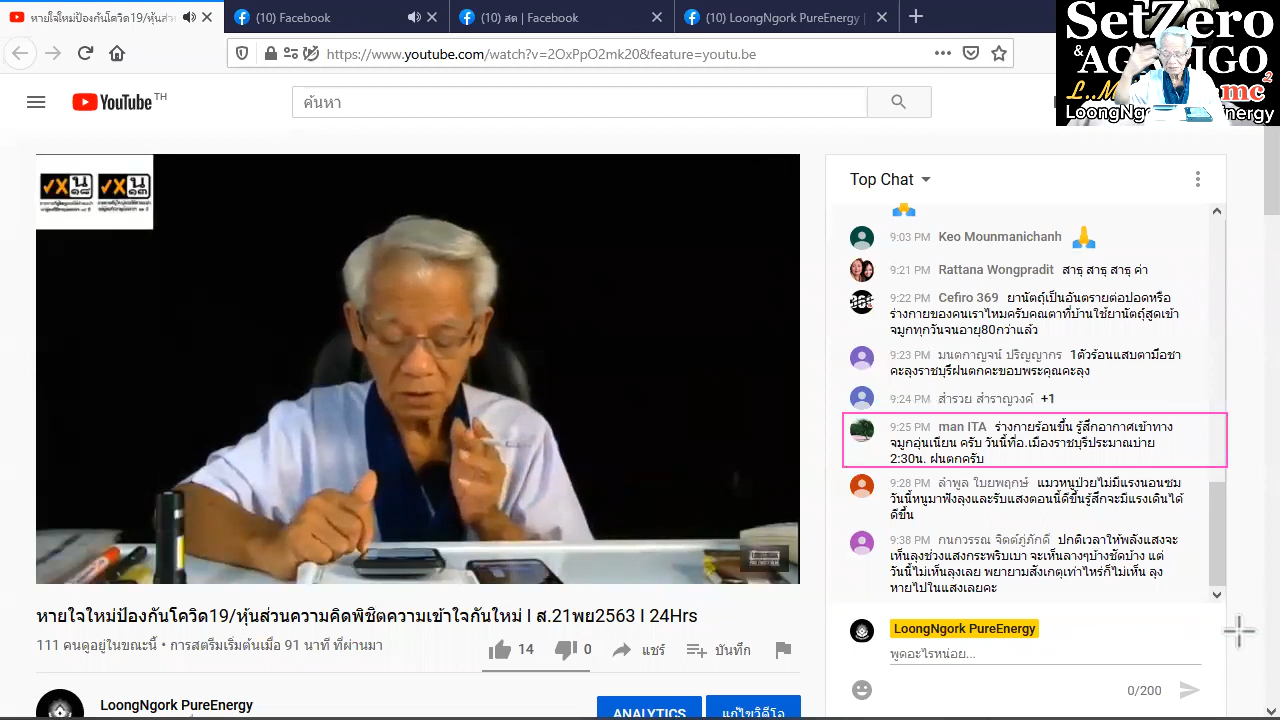 หายใจใหม่ป้องกันโควิด19/หุ้นส่วน
(10) Facebook
(10) สด | Facebook
(10) LoongNgork PureEnergy |
SetZero
& AGALIGO
mc2
LoongNgork PureEnergy
https://www.youtube.com/watch?v=2OxPpO2mk20&feature=youtu.be
YouTube TH
ค้นหา
Top Chat
9:03 PM Keo Mounmanichanh
9:21 PM Rattana Wongpradit สาธุ สาธุ สาธุ ค่า
9:22 PM Cefiro 369 ยานัตถุ์เป็นอันตรายต่อปอดหรือ
ร่างกายของคนเราไหมครับคณตาที่บ้านใช้ยานัตถุ์สูดเข้า
จมูกทุกวันจนอายุ80กว่าแล้ว
9:23 PM มนตกาญจน์ ปริญญากร 1ตัวร้อนแสบตามือชา
คะลุงราชบุรีฝนตกคะขอบพระคุณคะลุง
9:24 PM สำรวย สำราญวงค์ +1
9:25 PM man ITA ร่างกายร้อนขึ้น รู้สึกอากาศเข้าทาง
จมูกอุ่นเนียน ครับ วันนี้ที่อ.เมืองราชบุรีประมาณบ่าย
2:30น. ฝนตกครับ
9:28 PM ลำพูล ใบยพฤกษ์ แมวหนูป่วยไม่มีแรงนอนซม
วันนี้หนูมาฟังลุงและรับแสงตอนนี้ดีขึ้นรู้สึกจะมีแรงเดินได้
ดีขึ้น
9:38 PM กนกวรรณ จิตต์ภู่ภักดี ปกติเวลาให้พลังแสงจะ
เห็นลุงช่วงแสงกระพริบเบา จะเห็นลางๆบ้างชัดบ้าง แต่
วันนี้ไม่เห็นลุงเลย พยายามสังเกตุเท่าไหร่ก็ไม่เห็น ลุง
หายไปในแสงเลยคะ
LoongNgork PureEnergy
พูดอะไรหน่อย...
0/200
หายใจใหม่ป้องกันโควิด19/หุ้นส่วนความคิดพิชิตความเข้าใจกันใหม่ I ส.21พย2563 I 24Hrs
111 คนดูอยู่ในขณะนี้ • การสตรีมเริ่มต้นเมื่อ 91 นาที ที่ผ่านมา
14
0
แชร์
บันทึก
LoongNgork PureEnergy
ANALYTICS
แก้ไขวิดีโอ